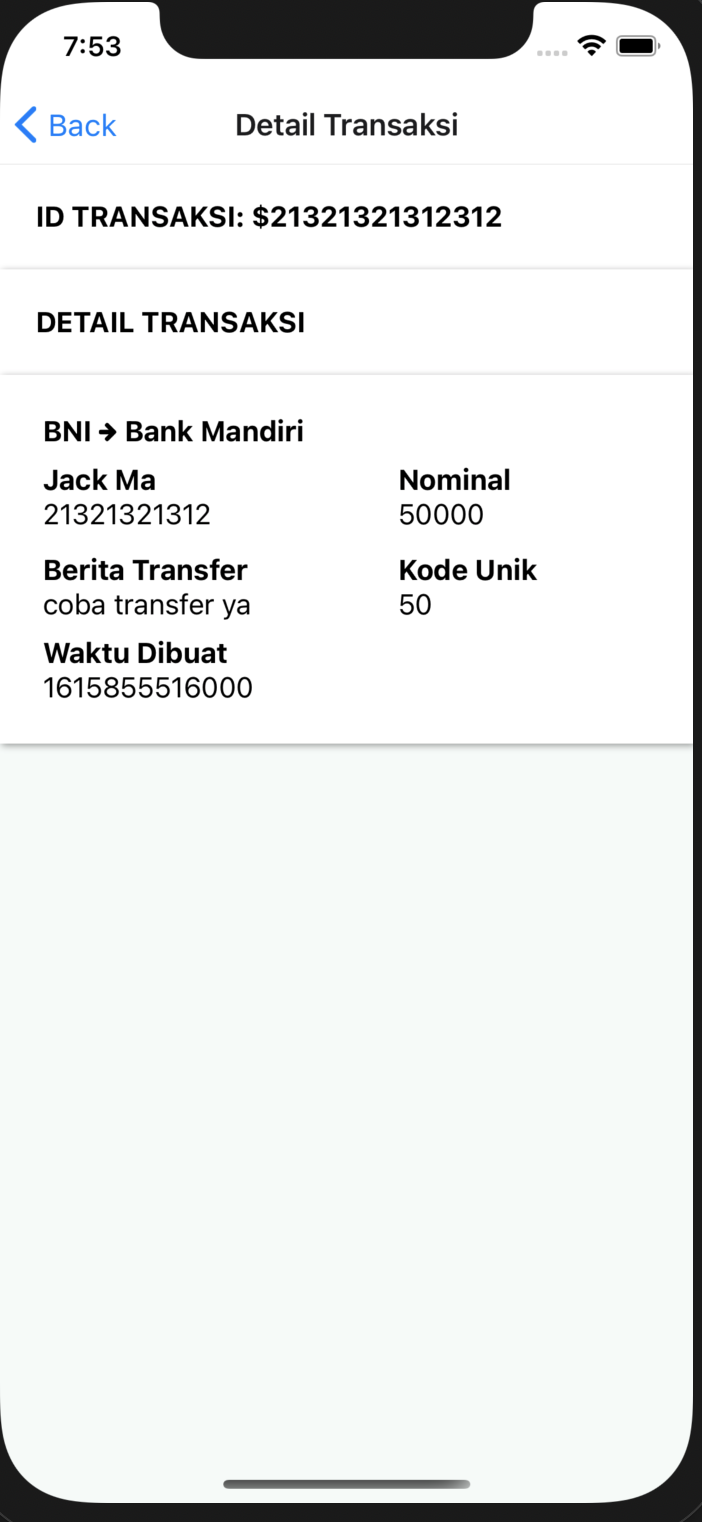 7:53
Back
Detail Transaksi
ID TRANSAKSI: $21321321312312
DETAIL TRANSAKSI
BNI → Bank Mandiri
Jack Ma
21321321312
Nominal
50000
Berita Transfer
coba transfer ya
Kode Unik
50
Waktu Dibuat
1615855516000